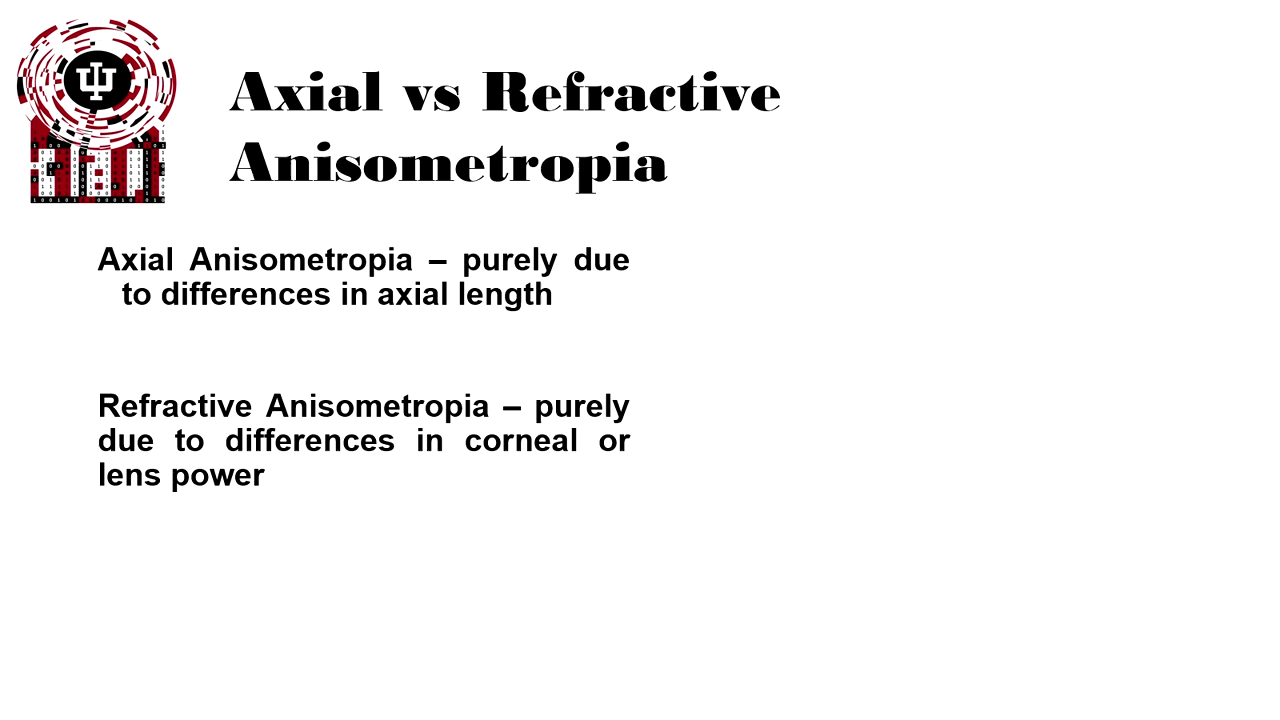 Axial vs Refractive
Anisometropia
Axial Anisometropia – purely due
to differences in axial length
Refractive Anisometropia – purely
due to differences in corneal or
lens power